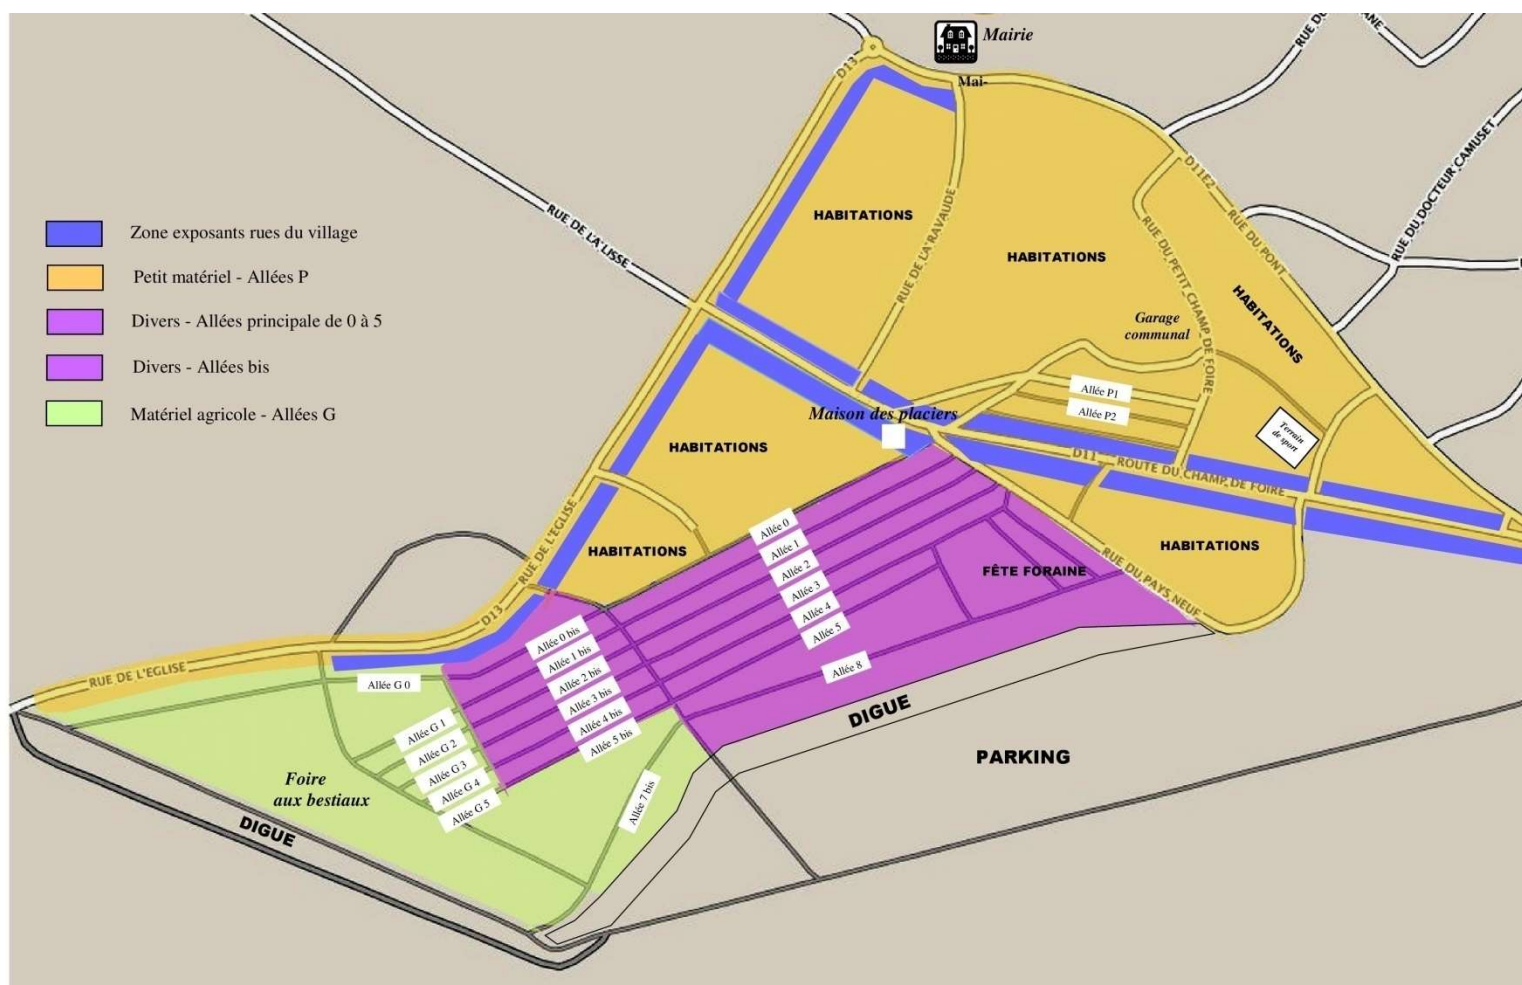 Mairie
Mai-
D13
RUE DE LA LISSE
HABITATIONS
RUE DE LA RAVAUDE
HABITATIONS
D11E2
RUE DU PONT
RUE DU DOCTEUR CAMUSET
RUE DU PETIT CHAMP DE FOIRE
HABITATIONS
Garage
communal
Zone exposants rues du village
Petit matériel - Allées P
Divers - Allées principale de 0 à 5
Divers - Allées bis
Matériel agricole - Allées G
Allée P1
Allée P2
Maison des placiers
Terrain
de sport
D11
ROUTE DU CHAMP DE FOIRE
HABITATIONS
HABITATIONS
HABITATIONS
RUE DE L'EGLISE
D13
RUE DE L'EGLISE
RUE DU PAYS NEUF
FÊTE FORAINE
Allée 0
Allée 1
Allée 2
Allée 3
Allée 4
Allée 5
Allée 8
Allée 0 bis
Allée 1 bis
Allée 2 bis
Allée 3 bis
Allée 4 bis
Allée 5 bis
Allée 7 bis
Allée G 0
Allée G 1
Allée G 2
Allée G 3
Allée G 4
Allée G 5
Foire
aux bestiaux
DIGUE
DIGUE
PARKING